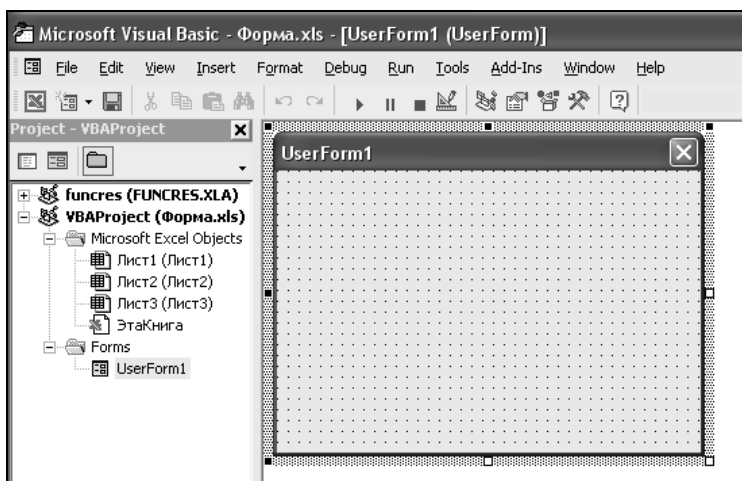 Microsoft Visual Basic - Форма.xls - [UserForm1 (UserForm)]
File Edit View Insert Format Debug Run Tools Add-Ins Window Help
Project - VBAProject
UserForm1
funcres (FUNCRES.XLA)
VBAProject (Форма.xls)
Microsoft Excel Objects
Лист1 (Лист1)
Лист2 (Лист2)
Лист3 (Лист3)
ЭтаКнига
Forms
UserForm1